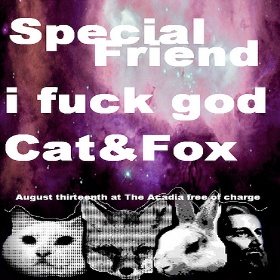 Special
Friend
i fuck god
Cat&Fox
August thirteenth at The Acadia free of charge